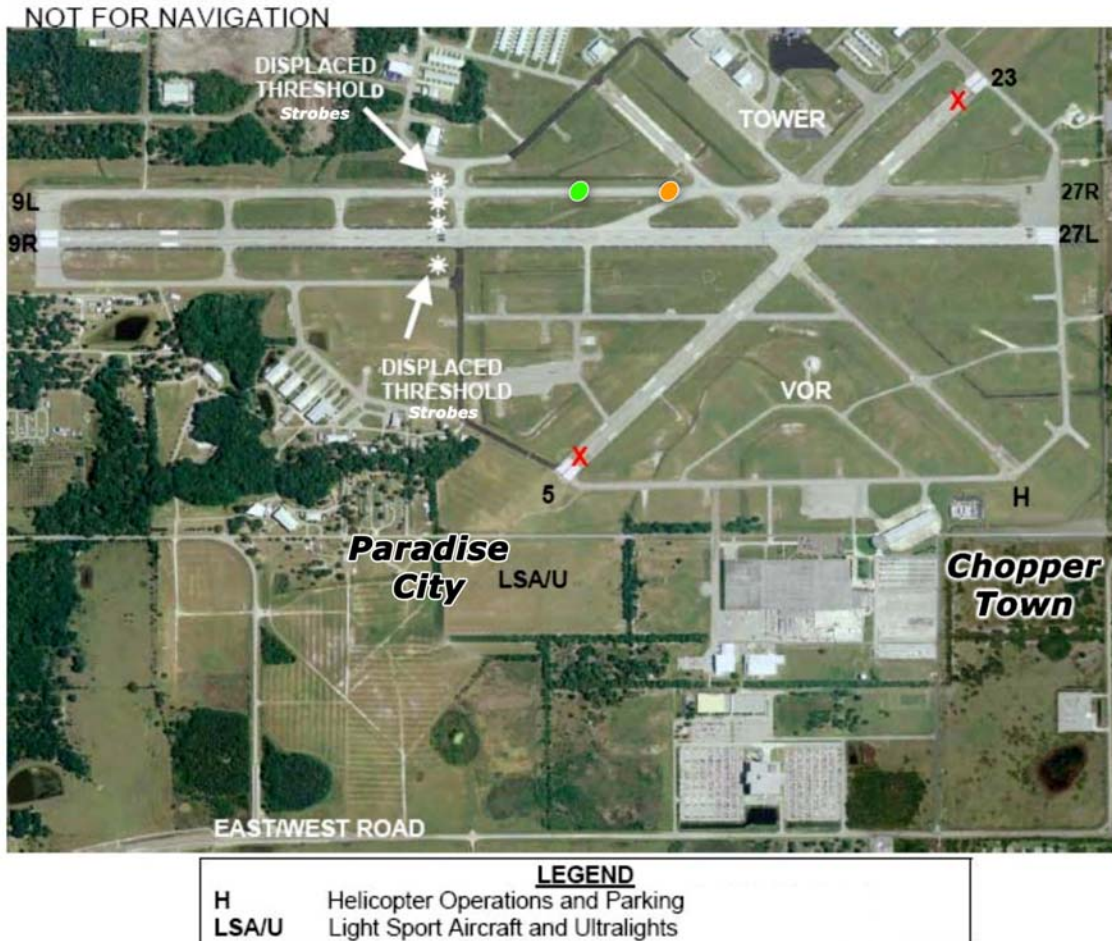 NOT FOR NAVIGATION
DISPLACED
THRESHOLD
Strobes
23
TOWER
9L
27R
9R
27L
DISPLACED
THRESHOLD
Strobes
VOR
X
X
5
H
Paradise
City
LSA/U
Chopper
Town
EAST/WEST ROAD
LEGEND
H Helicopter Operations and Parking
LSA/U Light Sport Aircraft and Ultralights